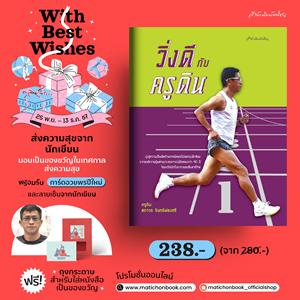 With
Best
Wishes
25 พ.ย. – 13 ธ.ค. 67
ส่งความสุขจาก
นักเขียน
มอบเป็นของขวัญในเทศกาล
ส่งความสุข
พร้อมกับ การ์ดอวยพรปีใหม่
และลายเซ็นจากนักเขียน
ฟรี!
ถุงกระดาษ
สำหรับใส่หนังสือ
เป็นของขวัญ
วิ่งดี กับ
ครูดิน
ครูดิน
1
238.-
(จาก 280.-)
โปรโมชั่นออนไลน์
www.matichonbook.com
matichonbook_officialshop